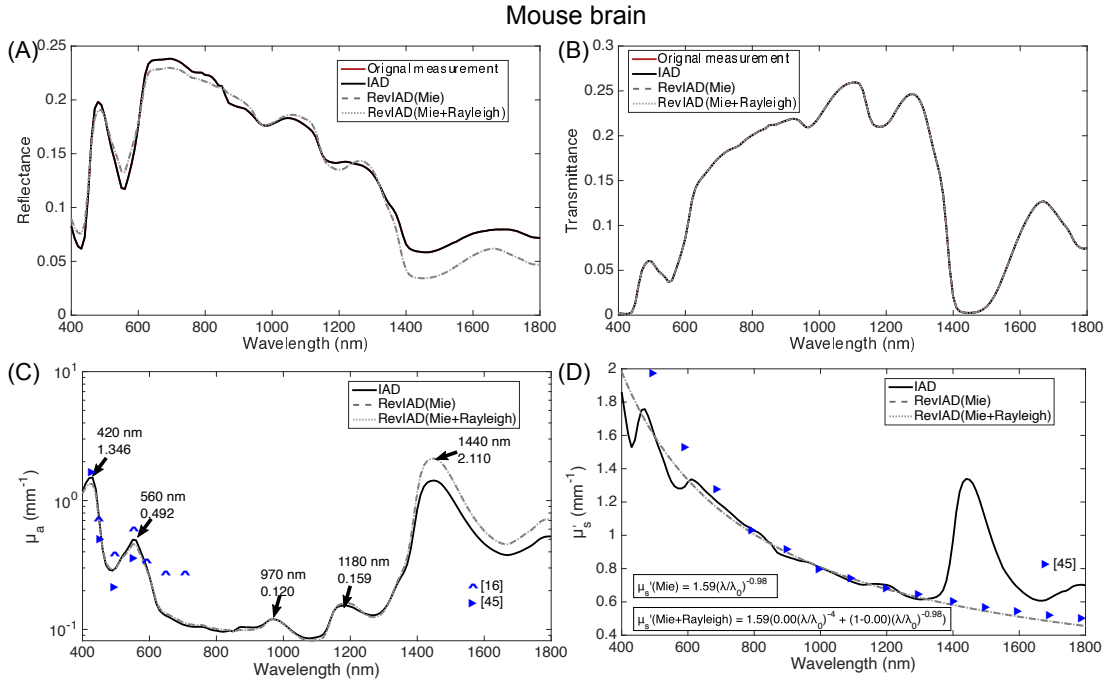 Mouse brain
(A)
0.25
0.2
0.15
0.1
0.05
0
Reflectance
400 600 800 1000 1200 1400 1600 1800
Wavelength (nm)
Orignal measurement
IAD
RevIAD(Mie)
RevIAD(Mie+Rayleigh)
(B)
0.3
0.25
0.2
0.15
0.1
0.05
0
Transmittance
400 600 800 1000 1200 1400 1600 1800
Wavelength (nm)
Orignal measurement
IAD
RevIAD(Mie)
RevIAD(Mie+Rayleigh)
(C)
10¹
10⁰
10⁻¹
μₐ (mm⁻¹)
400 600 800 1000 1200 1400 1600 1800
Wavelength (nm)
IAD
RevIAD(Mie)
RevIAD(Mie+Rayleigh)
420 nm
1.346
560 nm
0.492
970 nm
0.120
1180 nm
0.159
1440 nm
2.110
[16]
[45]
(D)
2
1.8
1.6
1.4
1.2
1
0.8
0.6
0.4
μₛ' (mm⁻¹)
400 600 800 1000 1200 1400 1600 1800
Wavelength (nm)
IAD
RevIAD(Mie)
RevIAD(Mie+Rayleigh)
[45]
μₛ'(Mie) = 1.59(λ/λ₀)⁻⁰·⁹⁸
μₛ'(Mie+Rayleigh) = 1.59(0.00(λ/λ₀)⁻⁴ + (1-0.00)(λ/λ₀)⁻⁰·⁹⁸)